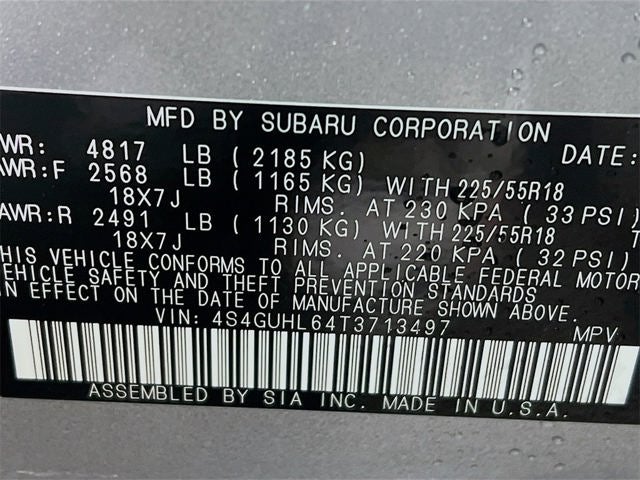 MFD BY SUBARU CORPORATION
WR: 4817 LB ( 2185 KG) DATE:
AWR:F 2568 LB ( 1165 KG) WITH 225/55R18
18X7J RIMS. AT 230 KPA ( 33 PSI)
AWR:R 2491 LB ( 1130 KG) WITH 225/55R18 T
18X7J RIMS. AT 220 KPA ( 32 PSI)
THIS VEHICLE CONFORMS TO ALL APPLICABLE FEDERAL MOTOR
EHICLE SAFETY AND THEFT PREVENTION STANDARDS
IN EFFECT ON THE DATE OF MANUFACTURE SHOWN ABOVE.
VIN: 4S4GUHL64T3713497 MPV
ASSEMBLED BY SIA INC. MADE IN U.S.A.